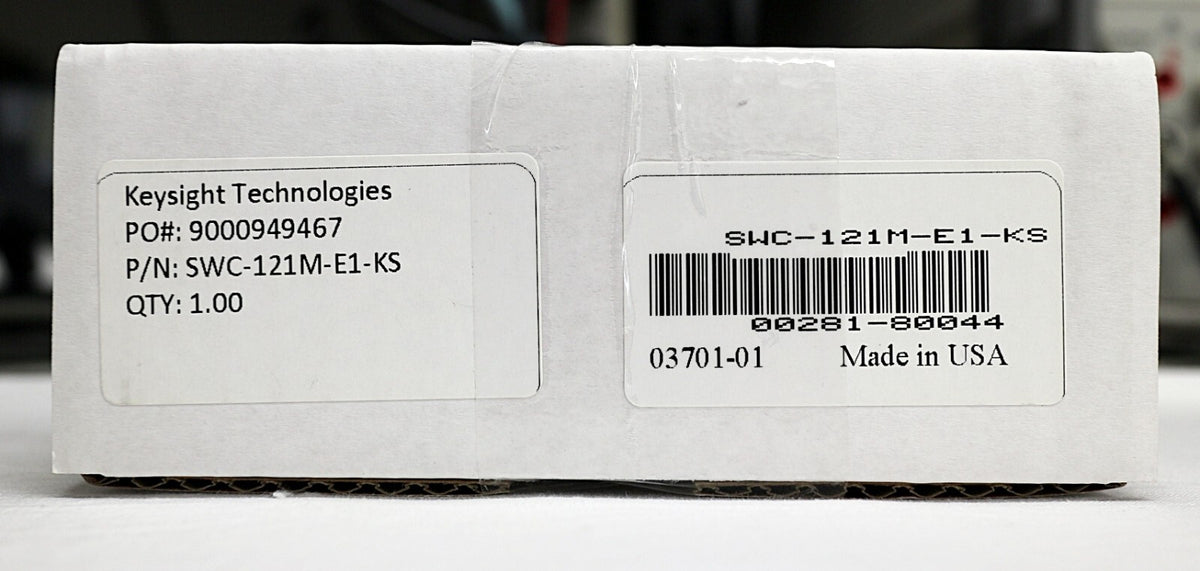 Keysight Technologies
PO#: 9000949467
P/N: SWC-121M-E1-KS
QTY: 1.00
SWC-121M-E1-KS
00281-80044
03701-01 Made in USA